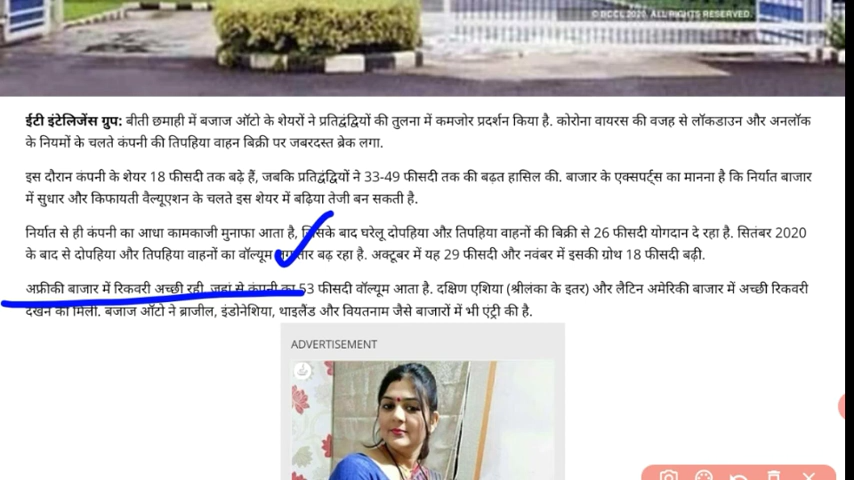 © BCCL 2020. ALL RIGHTS RESERVED.
ईटी इंटेलिजेंस ग्रुप: बीती छमाही में बजाज ऑटो के शेयरों ने प्रतिद्वंद्वियों की तुलना में कमजोर प्रदर्शन किया है. कोरोना वायरस की वजह से लॉकडाउन और अनलॉक
के नियमों के चलते कंपनी की तिपहिया वाहन बिक्री पर जबरदस्त ब्रेक लगा.
इस दौरान कंपनी के शेयर 18 फीसदी तक बढ़े हैं, जबकि प्रतिद्वंद्वियों ने 33-49 फीसदी तक की बढ़त हासिल की. बाजार के एक्सपर्ट्स का मानना है कि निर्यात बाजार
में सुधार और किफायती वैल्यूएशन के चलते इस शेयर में बढ़िया तेजी बन सकती है.
निर्यात से ही कंपनी का आधा कामकाजी मुनाफा आता है, जिसके बाद घरेलू दोपहिया और तिपहिया वाहनों की बिक्री से 26 फीसदी योगदान दे रहा है. सितंबर 2020
के बाद से दोपहिया और तिपहिया वाहनों का वॉल्यूम लगातार बढ़ रहा है. अक्टूबर में यह 29 फीसदी और नवंबर में इसकी ग्रोथ 18 फीसदी बढ़ी.
अफ्रीकी बाजार में रिकवरी अच्छी रही, जहां से कंपनी का 53 फीसदी वॉल्यूम आता है. दक्षिण एशिया (श्रीलंका के इतर) और लैटिन अमेरिकी बाजार में अच्छी रिकवरी
देखने को मिली. बजाज ऑटो ने ब्राजील, इंडोनेशिया, थाइलैंड और वियतनाम जैसे बाजारों में भी एंट्री की है.
ADVERTISEMENT